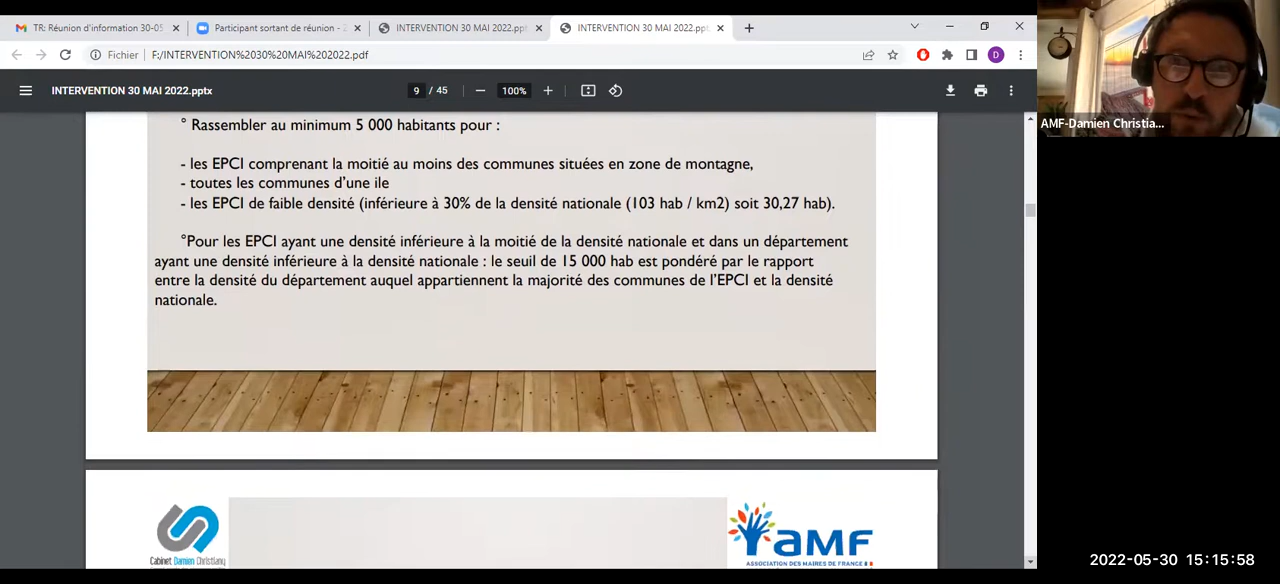 TR: Réunion d'information 30-05
Participant sortant de réunion - Z
INTERVENTION 30 MAI 2022.ppt
INTERVENTION 30 MAI 2022.ppt
Fichier
F:/INTERVENTION%2030%20MAI%202022.pdf
D
INTERVENTION 30 MAI 2022.pptx
9 / 45
100%
AMF-Damien Christia...
° Rassembler au minimum 5 000 habitants pour :
- les EPCI comprenant la moitié au moins des communes situées en zone de montagne,
- toutes les communes d'une ile
- les EPCI de faible densité (inférieure à 30% de la densité nationale (103 hab / km2) soit 30,27 hab).
°Pour les EPCI ayant une densité inférieure à la moitié de la densité nationale et dans un département
ayant une densité inférieure à la densité nationale : le seuil de 15 000 hab est pondéré par le rapport
entre la densité du département auquel appartiennent la majorité des communes de l'EPCI et la densité
nationale.
Cabinet Damien Christiany
AMF
ASSOCIATION DES MAIRES DE FRANCE
2022-05-30 15:15:58